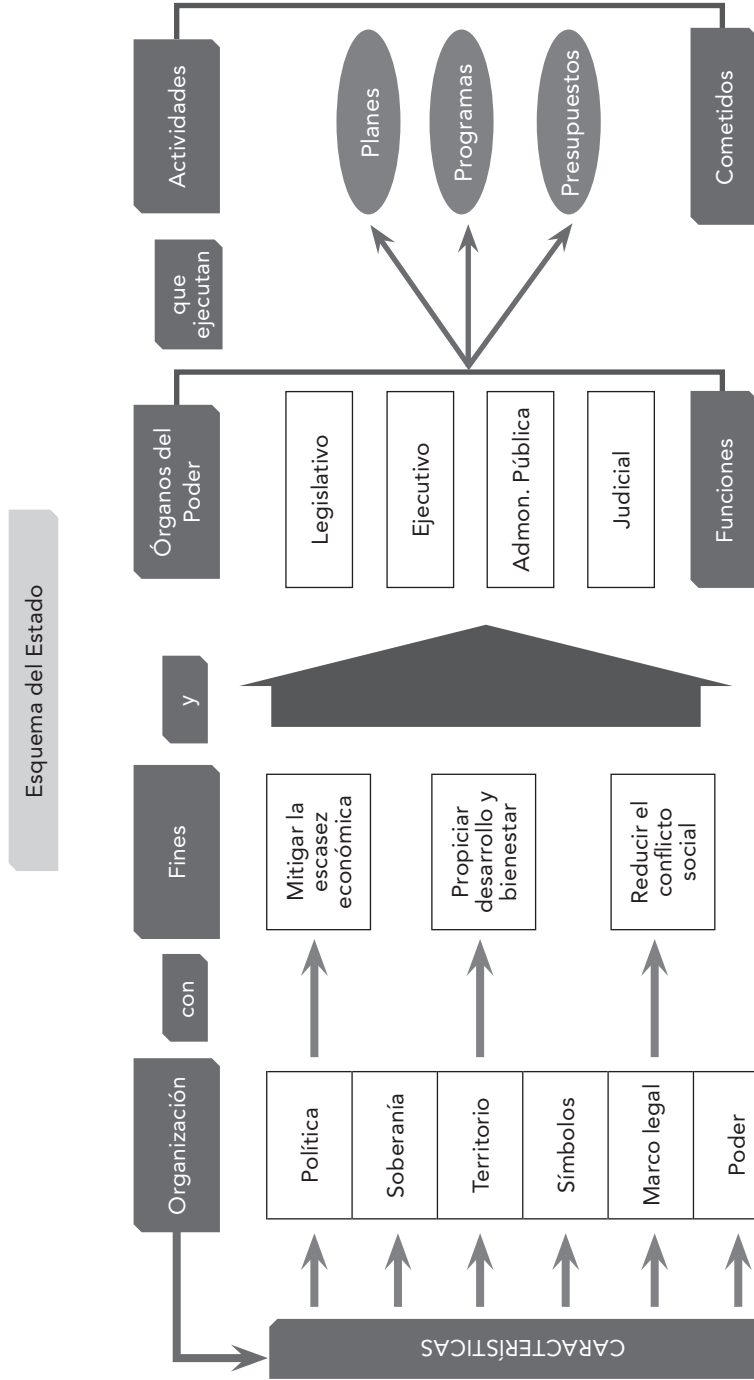 Esquema del Estado
Organización
con
Fines
y
Órganos del
Poder
que
ejecutan
Actividades
CARACTERÍSTICAS
Política
Soberanía
Territorio
Símbolos
Marco legal
Poder
Mitigar la
escasez
económica
Propiciar
desarrollo y
bienestar
Reducir el
conflicto
social
Legislativo
Ejecutivo
Admon. Pública
Judicial
Funciones
Planes
Programas
Presupuestos
Cometidos